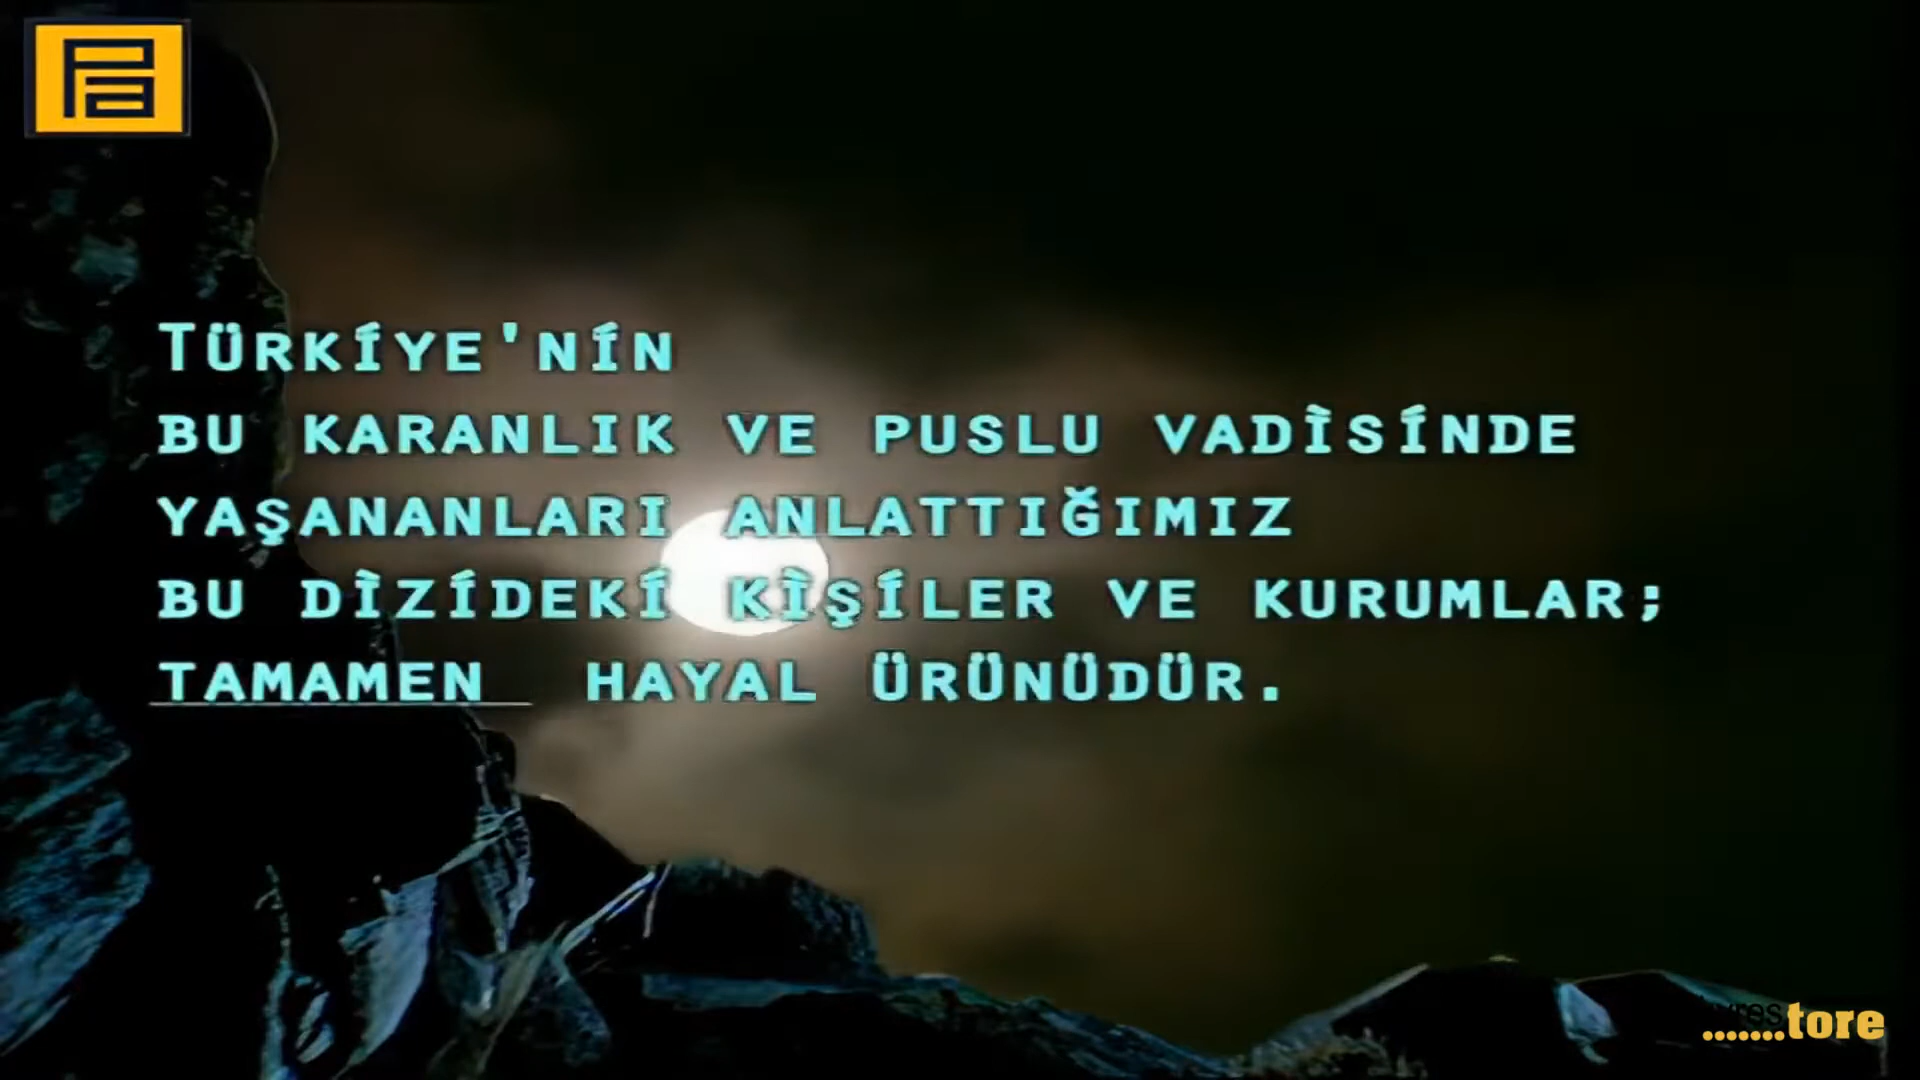 Pa
TÜRKİYE'NİN
BU KARANLIK VE PUSLU VADİSİNDE
YAŞANANLARI ANLATTIĞIMIZ
BU DİZİDEKİ KİŞİLER VE KURUMLAR;
TAMAMEN HAYAL ÜRÜNÜDÜR.
.......tore